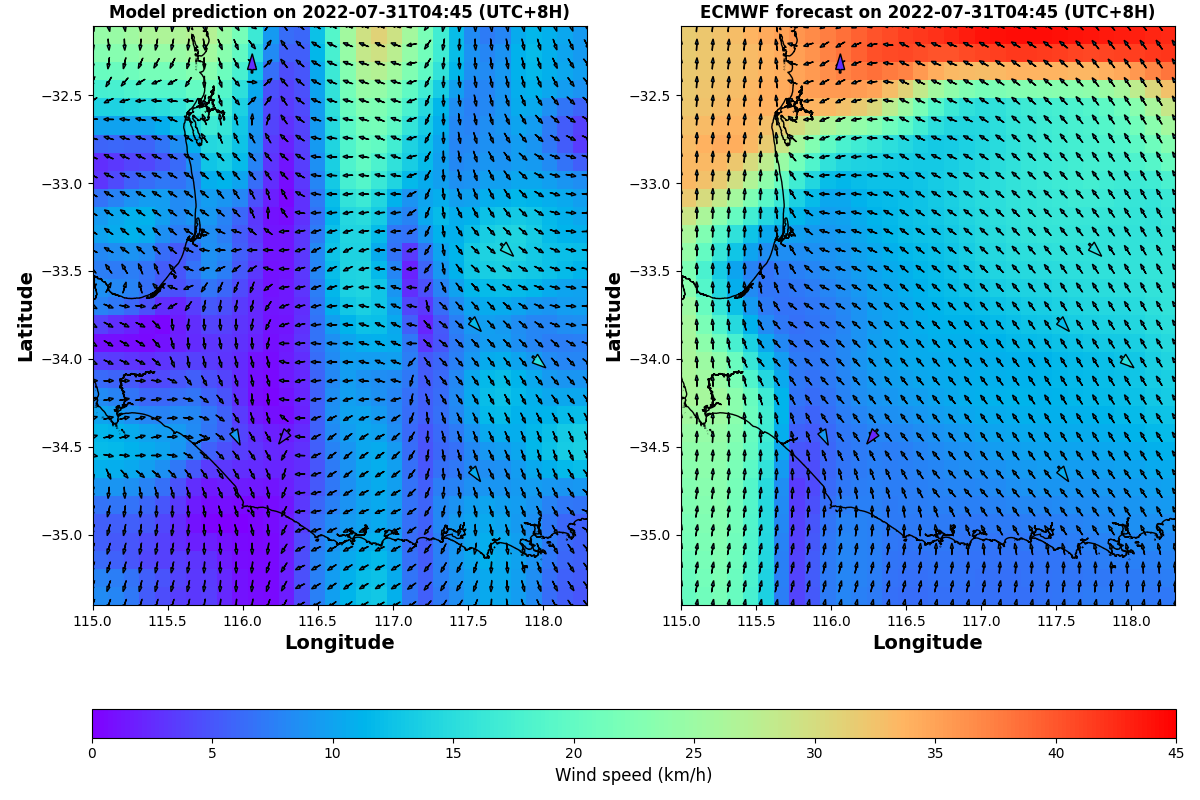 Model prediction on 2022-07-31T04:45 (UTC+8H)
ECMWF forecast on 2022-07-31T04:45 (UTC+8H)
−32.5
−33.0
−33.5
−34.0
−34.5
−35.0
Latitude
115.0 115.5 116.0 116.5 117.0 117.5 118.0
Longitude
−32.5
−33.0
−33.5
−34.0
−34.5
−35.0
Latitude
115.0 115.5 116.0 116.5 117.0 117.5 118.0
Longitude
0 5 10 15 20 25 30 35 40 45
Wind speed (km/h)